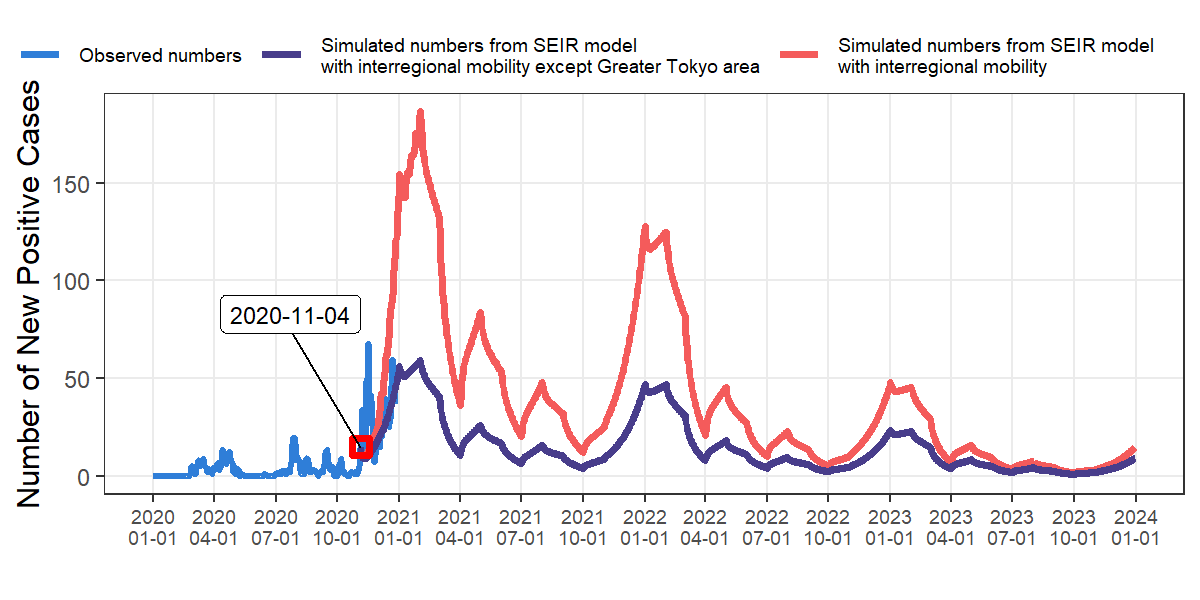 Observed numbers
Simulated numbers from SEIR model
with interregional mobility except Greater Tokyo area
Simulated numbers from SEIR model
with interregional mobility
Number of New Positive Cases
150
100
50
0
2020-11-04
2020 2020 2020 2020 2021 2021 2021 2021 2022 2022 2022 2022 2023 2023 2023 2023 2024
01-01 04-01 07-01 10-01 01-01 04-01 07-01 10-01 01-01 04-01 07-01 10-01 01-01 04-01 07-01 10-01 01-01